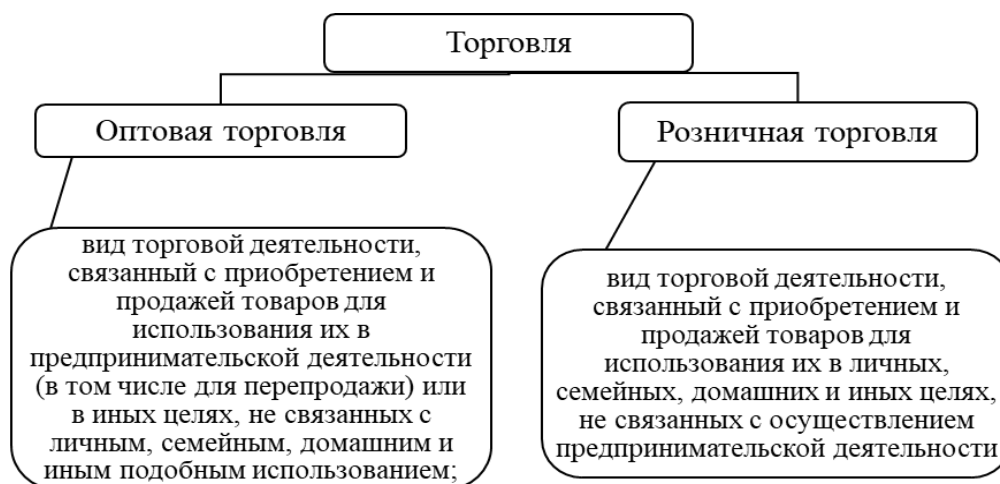 Торговля
Оптовая торговля
Розничная торговля
вид торговой деятельности,
связанный с приобретением и
продажей товаров для
использования их в
предпринимательской деятельности
(в том числе для перепродажи) или
в иных целях, не связанных с
личным, семейным, домашним и
иным подобным использованием;
вид торговой деятельности,
связанный с приобретением и
продажей товаров для
использования их в личных,
семейных, домашних и иных целях,
не связанных с осуществлением
предпринимательской деятельности